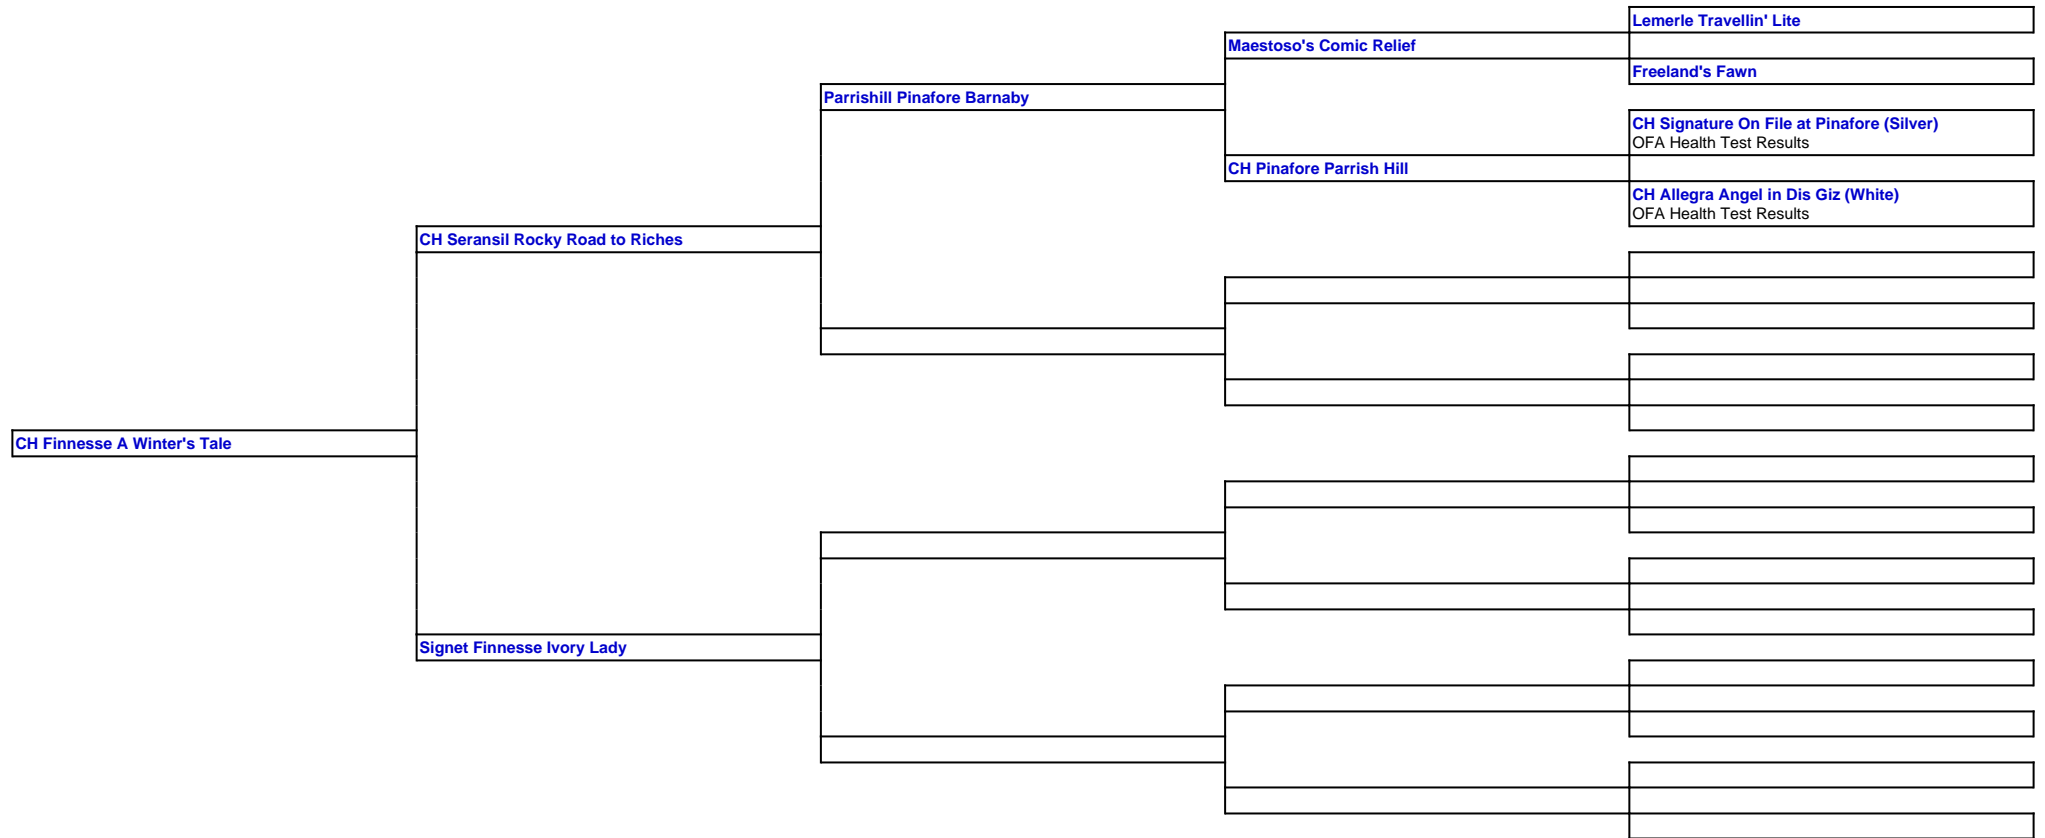 Lemerle Travellin' Lite
Maestoso's Comic Relief
Freeland's Fawn
Parrishill Pinafore Barnaby
CH Signature On File at Pinafore (Silver)
OFA Health Test Results
CH Pinafore Parrish Hill
CH Allegra Angel in Dis Giz (White)
OFA Health Test Results
CH Seransil Rocky Road to Riches
CH Finnesse A Winter's Tale
Signet Finnesse Ivory Lady